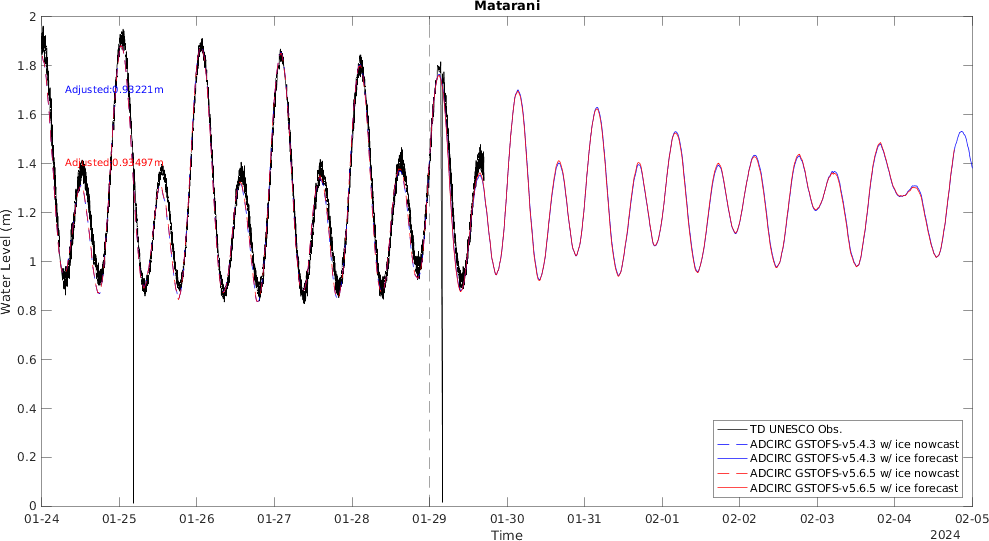 Matarani
2
1.8
1.6
1.4
1.2
1
0.8
0.6
0.4
0.2
0
Water Level (m)
Adjusted:0.93221m
Adjusted:0.93497m
TD UNESCO Obs.
ADCIRC GSTOFS-v5.4.3 w/ ice nowcast
ADCIRC GSTOFS-v5.4.3 w/ ice forecast
ADCIRC GSTOFS-v5.6.5 w/ ice nowcast
ADCIRC GSTOFS-v5.6.5 w/ ice forecast
01-24 01-25 01-26 01-27 01-28 01-29 01-30 01-31 02-01 02-02 02-03 02-04 02-05
Time
2024